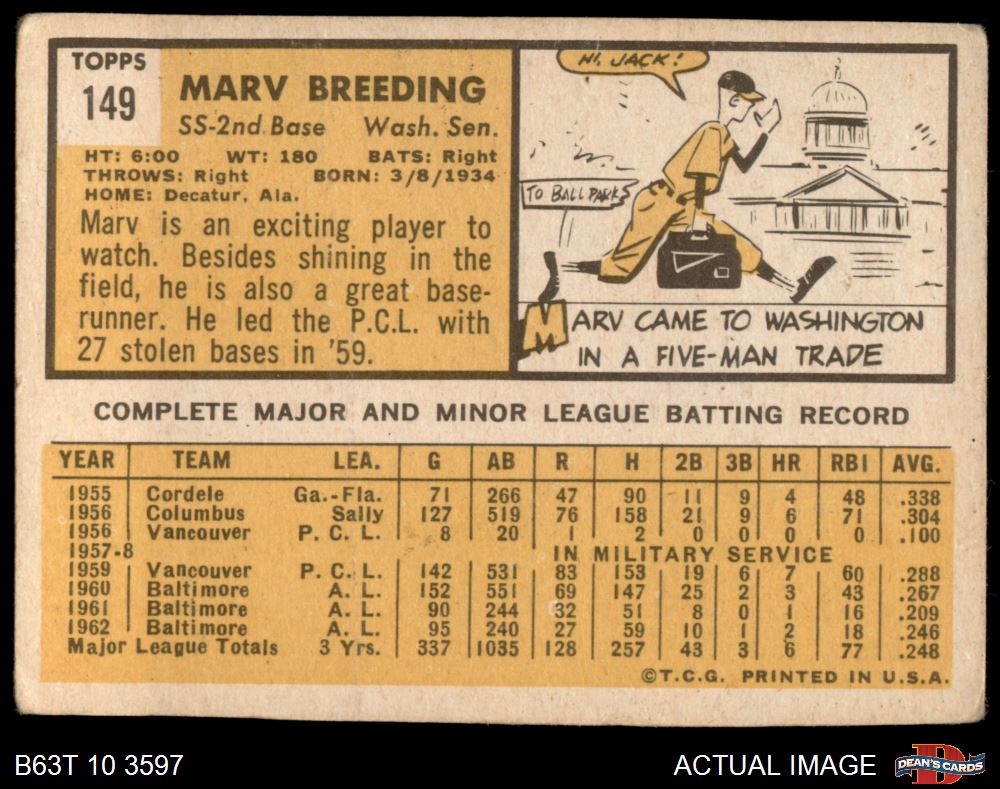 TOPPS
149
MARV BREEDING
SS-2nd Base Wash. Sen.
HT: 6:00 WT: 180 BATS: Right
THROWS: Right BORN: 3/8/1934
HOME: Decatur, Ala.
Marv is an exciting player to
watch. Besides shining in the
field, he is also a great base-
runner. He led the P.C.L. with
27 stolen bases in '59.
HI, JACK!
TO BALL PARK
MARV CAME TO WASHINGTON
IN A FIVE-MAN TRADE
COMPLETE MAJOR AND MINOR LEAGUE BATTING RECORD
YEAR TEAM LEA. G AB R H 2B 3B HR RBI AVG.
1955 Cordele Ga.-Fla. 71 266 47 90 11 9 4 48 .338
1956 Columbus Sally 127 519 76 158 21 9 6 71 .304
1956 Vancouver P.C.L. 8 20 1 2 0 0 0 0 .100
1957-8 IN MILITARY SERVICE
1959 Vancouver P.C.L. 142 531 83 153 19 6 7 60 .288
1960 Baltimore A.L. 152 551 69 147 25 2 3 43 .267
1961 Baltimore A.L. 90 244 32 51 8 0 1 16 .209
1962 Baltimore A.L. 95 240 27 59 10 1 2 18 .246
Major League Totals 3 Yrs. 337 1035 128 257 43 3 6 77 .248
©T.C.G. PRINTED IN U.S.A.
B63T 10 3597 ACTUAL IMAGE
D
DEAN'S CARDS